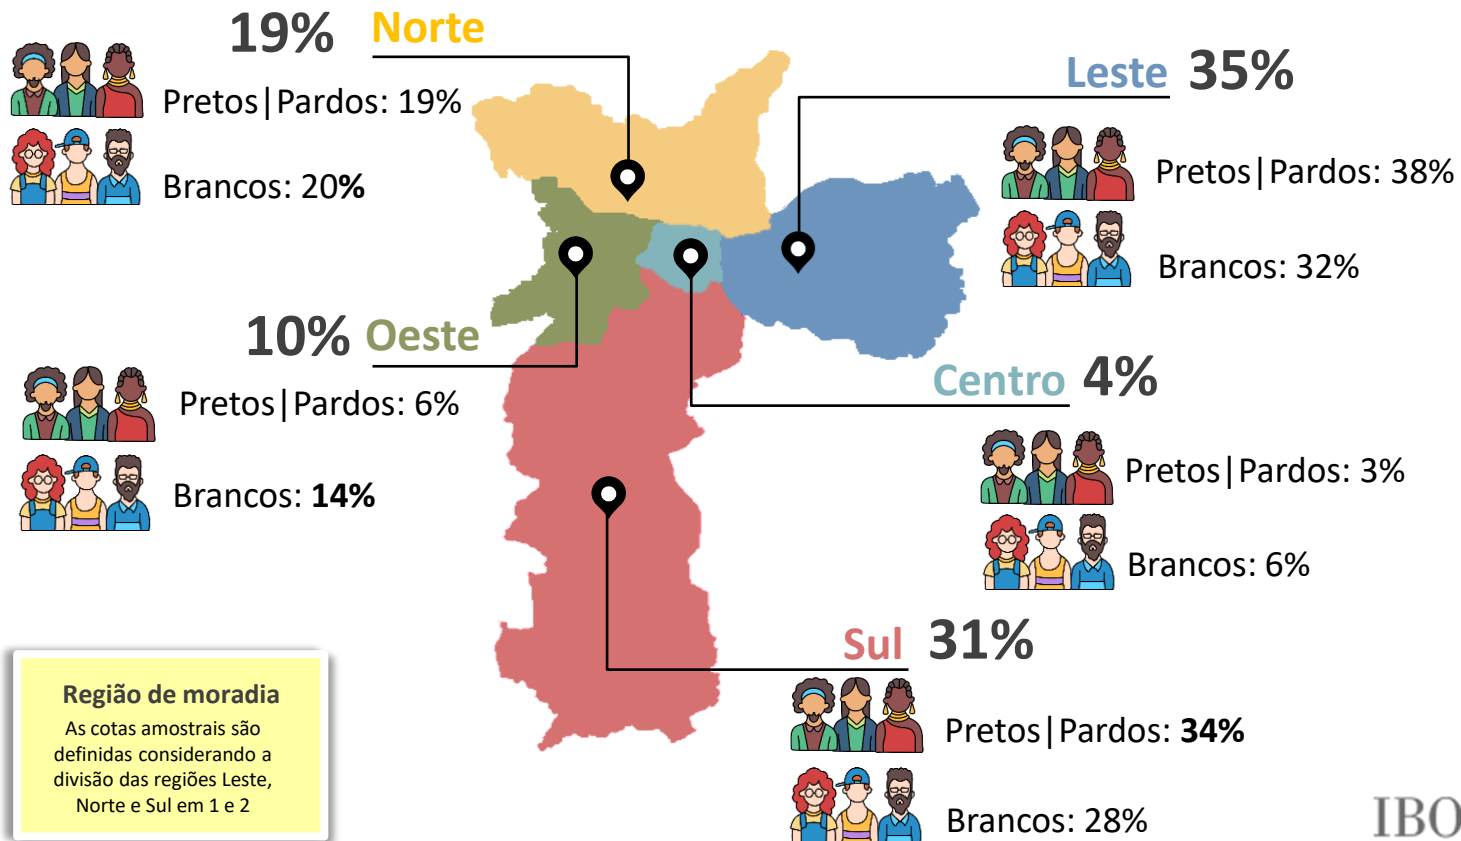 19% Norte
Pretos|Pardos: 19%
Brancos: 20%
Leste 35%
Pretos|Pardos: 38%
Brancos: 32%
10% Oeste
Pretos|Pardos: 6%
Brancos: 14%
Centro 4%
Pretos|Pardos: 3%
Brancos: 6%
Sul 31%
Pretos|Pardos: 34%
Brancos: 28%
Região de moradia
As cotas amostrais são
definidas considerando a
divisão das regiões Leste,
Norte e Sul em 1 e 2
IBO